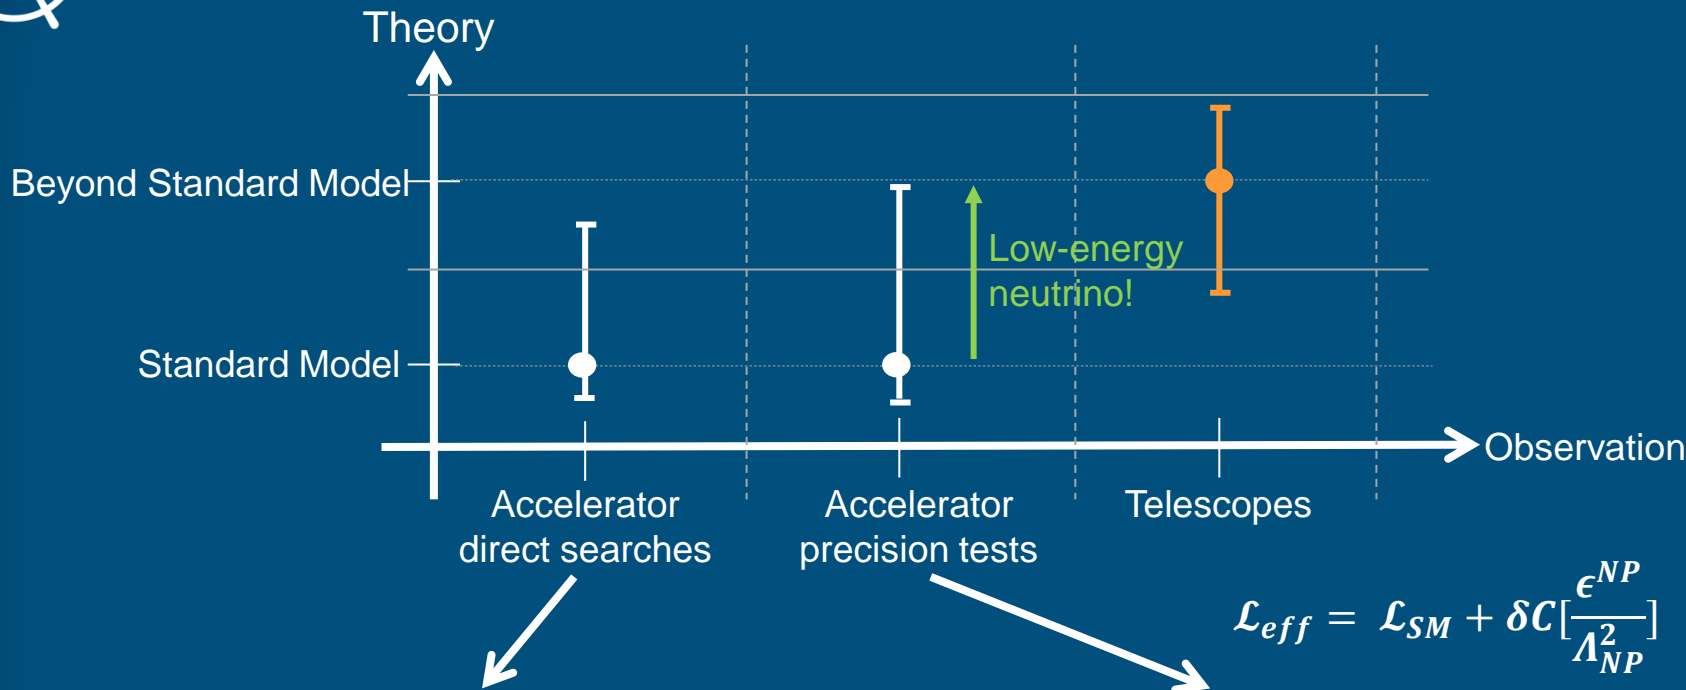 Theory
Beyond Standard Model
Low-energy
neutrino!
Standard Model
Observation
Accelerator
direct searches
Accelerator
precision tests
Telescopes
𝓛_eff = 𝓛_SM + δC[ϵ^NP / Λ²_NP]